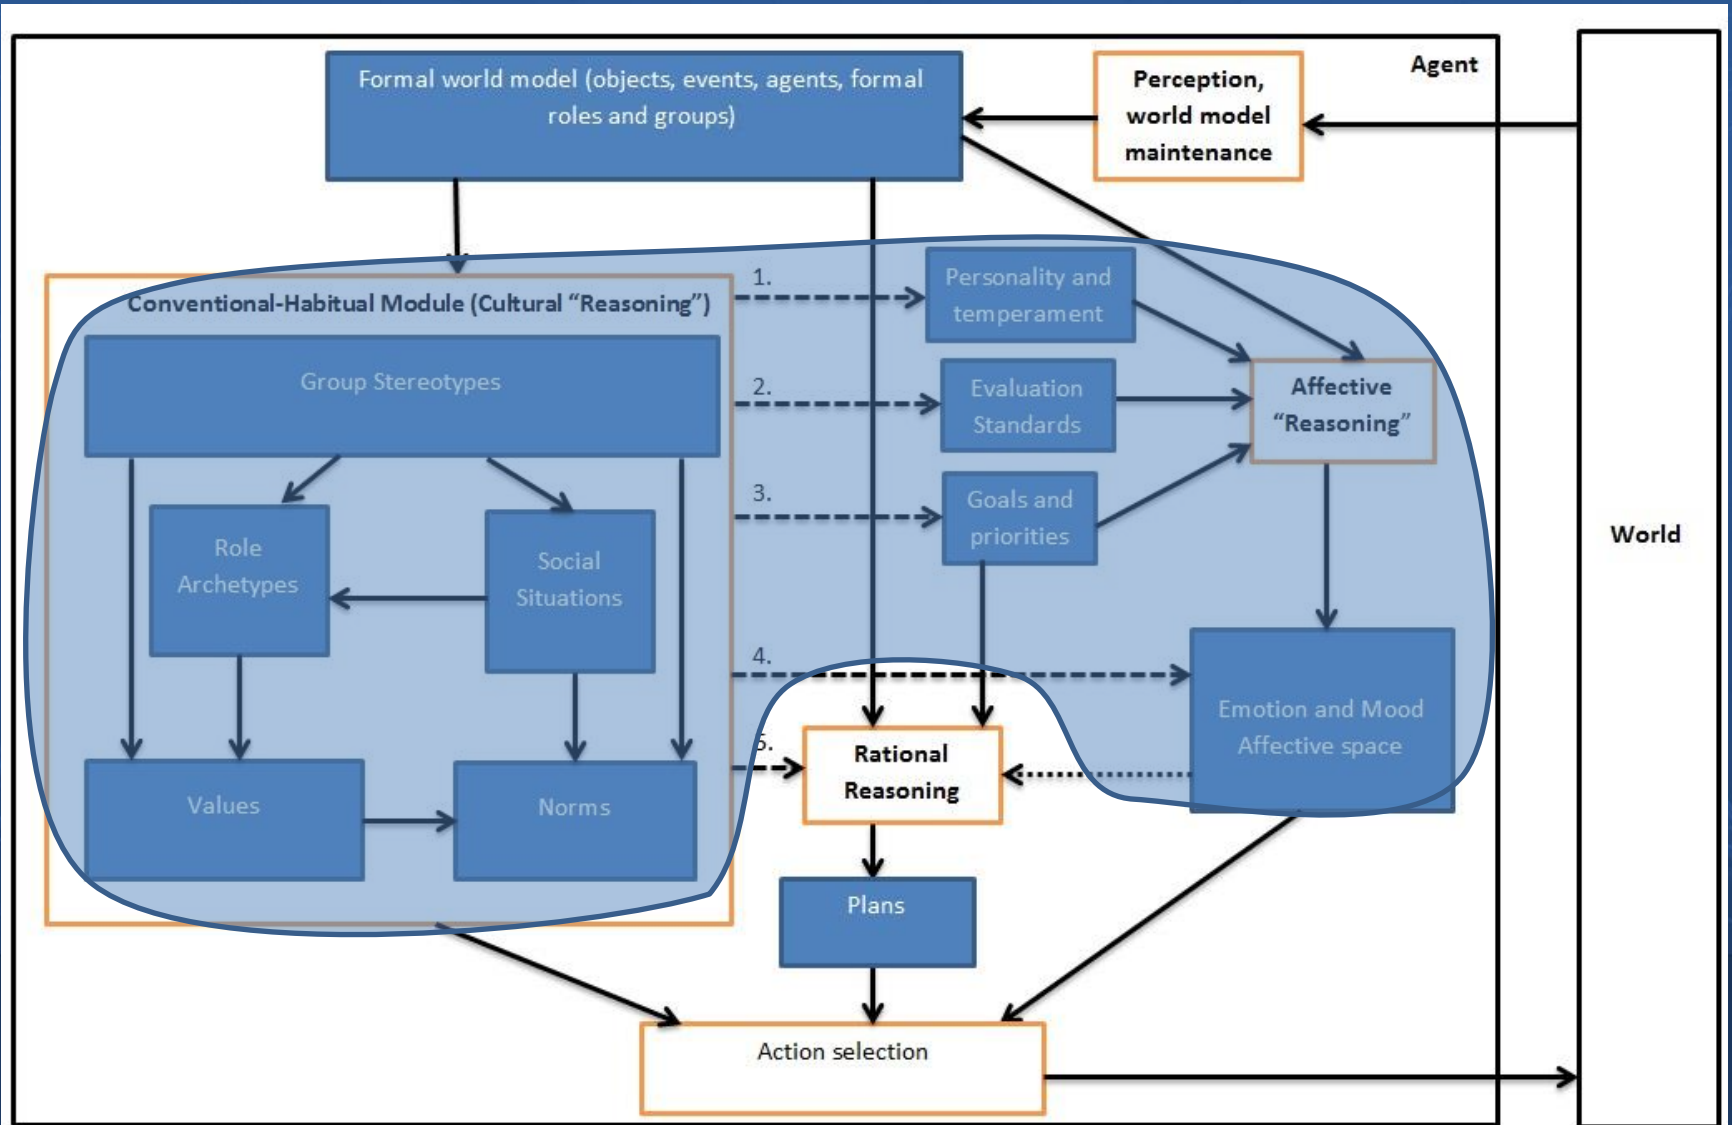 Agent
Formal world model (objects, events, agents, formal
roles and groups)
Perception,
world model
maintenance
World
Conventional-Habitual Module (Cultural “Reasoning”)
Group Stereotypes
Role
Archetypes
Social
Situations
Values
Norms
1.
Personality and
temperament
2.
Evaluation
Standards
3.
Goals and
priorities
Affective
“Reasoning”
4.
Emotion and Mood
Affective space
5.
Rational
Reasoning
Plans
Action selection